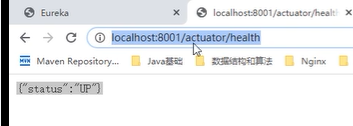 Eureka
localhost:8001/actuator/healtl
localhost:8001/actuator/health
Maven Repository...
Java基础
数据结构和算法
Nginx
{"status":"UP"}